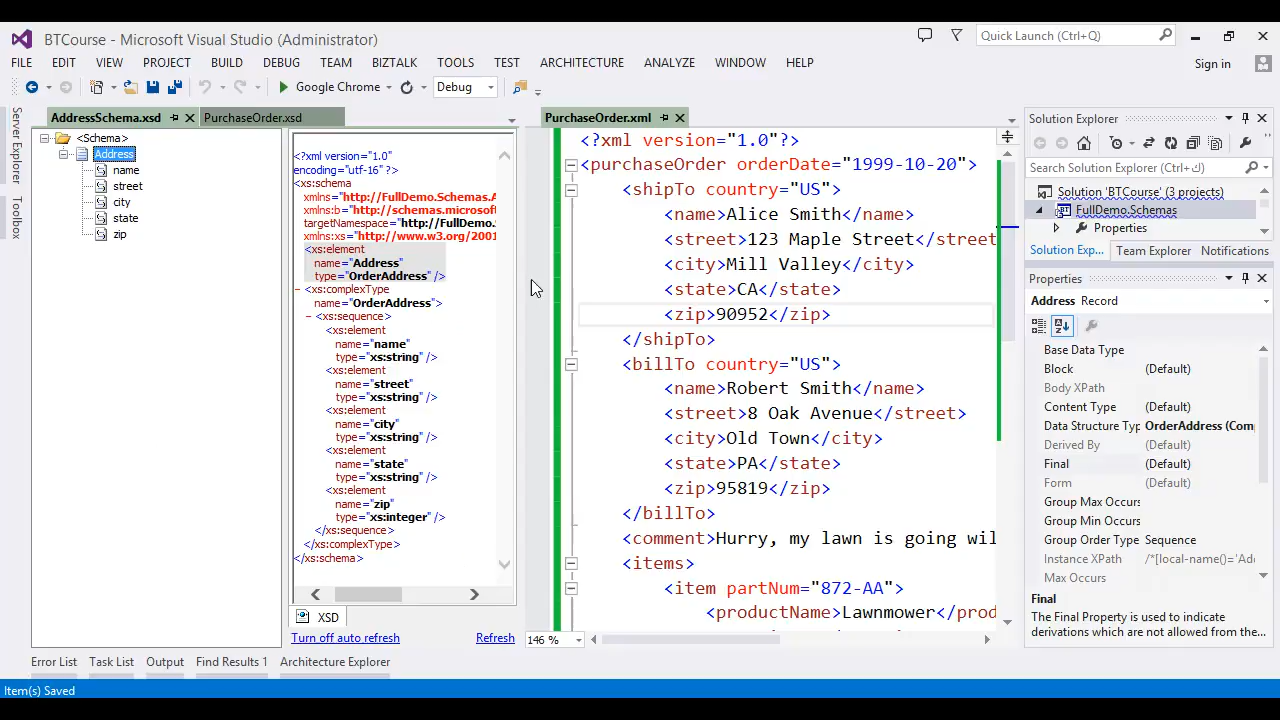 BTCourse - Microsoft Visual Studio (Administrator)
Quick Launch (Ctrl+Q)
FILE EDIT VIEW PROJECT BUILD DEBUG TEAM BIZTALK TOOLS TEST ARCHITECTURE ANALYZE WINDOW HELP
Sign in
Google Chrome
Debug
Server Explorer
Toolbox
AddressSchema.xsd
PurchaseOrder.xsd
<Schema>
Address
name
street
city
state
zip
<?xml version="1.0"
encoding="utf-16" ?>
<xs:schema
xmlns="http://FullDemo.Schemas.A
xmlns:b="http://schemas.microsoft
targetNamespace="http://FullDemo.
xmlns:xs="http://www.w3.org/2001
<xs:element
name="Address"
type="OrderAddress" />
<xs:complexType
name="OrderAddress">
<xs:sequence>
<xs:element
name="name"
type="xs:string" />
<xs:element
name="street"
type="xs:string" />
<xs:element
name="city"
type="xs:string" />
<xs:element
name="state"
type="xs:string" />
<xs:element
name="zip"
type="xs:integer" />
</xs:sequence>
</xs:complexType>
</xs:schema>
XSD
Turn off auto refresh
Refresh
PurchaseOrder.xml
<?xml version="1.0"?>
<purchaseOrder orderDate="1999-10-20">
<shipTo country="US">
<name>Alice Smith</name>
<street>123 Maple Street</street
<city>Mill Valley</city>
<state>CA</state>
<zip>90952</zip>
</shipTo>
<billTo country="US">
<name>Robert Smith</name>
<street>8 Oak Avenue</street>
<city>Old Town</city>
<state>PA</state>
<zip>95819</zip>
</billTo>
<comment>Hurry, my lawn is going wil
<items>
<item partNum="872-AA">
<productName>Lawnmower</prod
146 %
Solution Explorer
Search Solution Explorer (Ctrl+ك)
Solution 'BTCourse' (3 projects)
FullDemo.Schemas
Properties
Solution Exp...
Team Explorer
Notifications
Properties
Address Record
Base Data Type
Block (Default)
Body XPath
Content Type (Default)
Data Structure Typ OrderAddress (Com
Derived By (Default)
Final (Default)
Form (Default)
Group Max Occurs
Group Min Occurs
Group Order Type Sequence
Instance XPath /*[local-name()='Add
Max Occurs
Final
The Final Property is used to indicate
derivations which are not allowed from the...
Error List
Task List
Output
Find Results 1
Architecture Explorer
Item(s) Saved